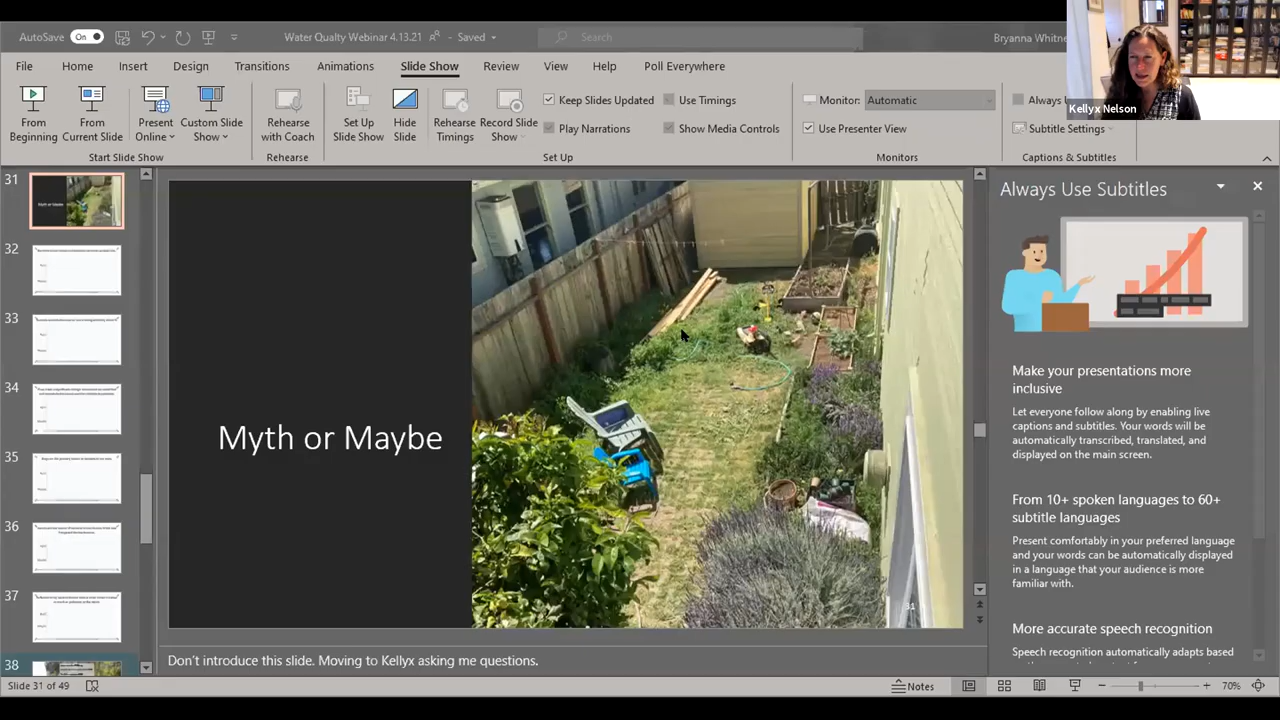 AutoSave On
Water Qualty Webinar 4.13.21
Saved
Search
Bryanna Whitne
Kellyx Nelson
File Home Insert Design Transitions Animations Slide Show Review View Help Poll Everywhere
From Beginning
From Current Slide
Present Online
Custom Slide Show
Rehearse with Coach
Set Up Slide Show
Hide Slide
Rehearse Timings
Record Slide Show
Keep Slides Updated
Play Narrations
Use Timings
Show Media Controls
Monitor: Automatic
Use Presenter View
Always U
Subtitle Settings
Start Slide Show
Rehearse
Set Up
Monitors
Captions & Subtitles
31
32
33
34
35
36
37
38
Myth or Maybe
31
Don't introduce this slide. Moving to Kellyx asking me questions.
Always Use Subtitles
Make your presentations more
inclusive
Let everyone follow along by enabling live
captions and subtitles. Your words will be
automatically transcribed, translated, and
displayed on the main screen.
From 10+ spoken languages to 60+
subtitle languages
Present comfortably in your preferred language
and your words can be automatically displayed
in a language that your audience is more
familiar with.
More accurate speech recognition
Speech recognition automatically adapts based
Slide 31 of 49
Notes
70%